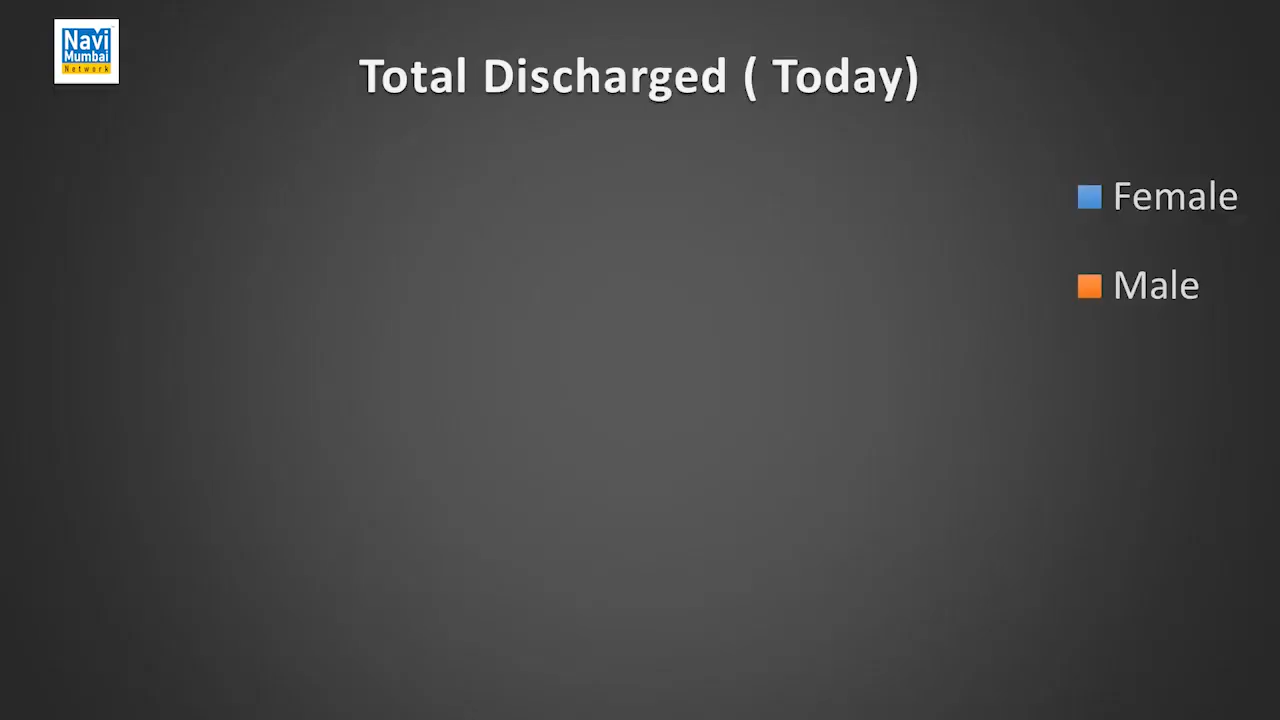 Navi
Mumbai
Network
Total Discharged ( Today)
Female
Male